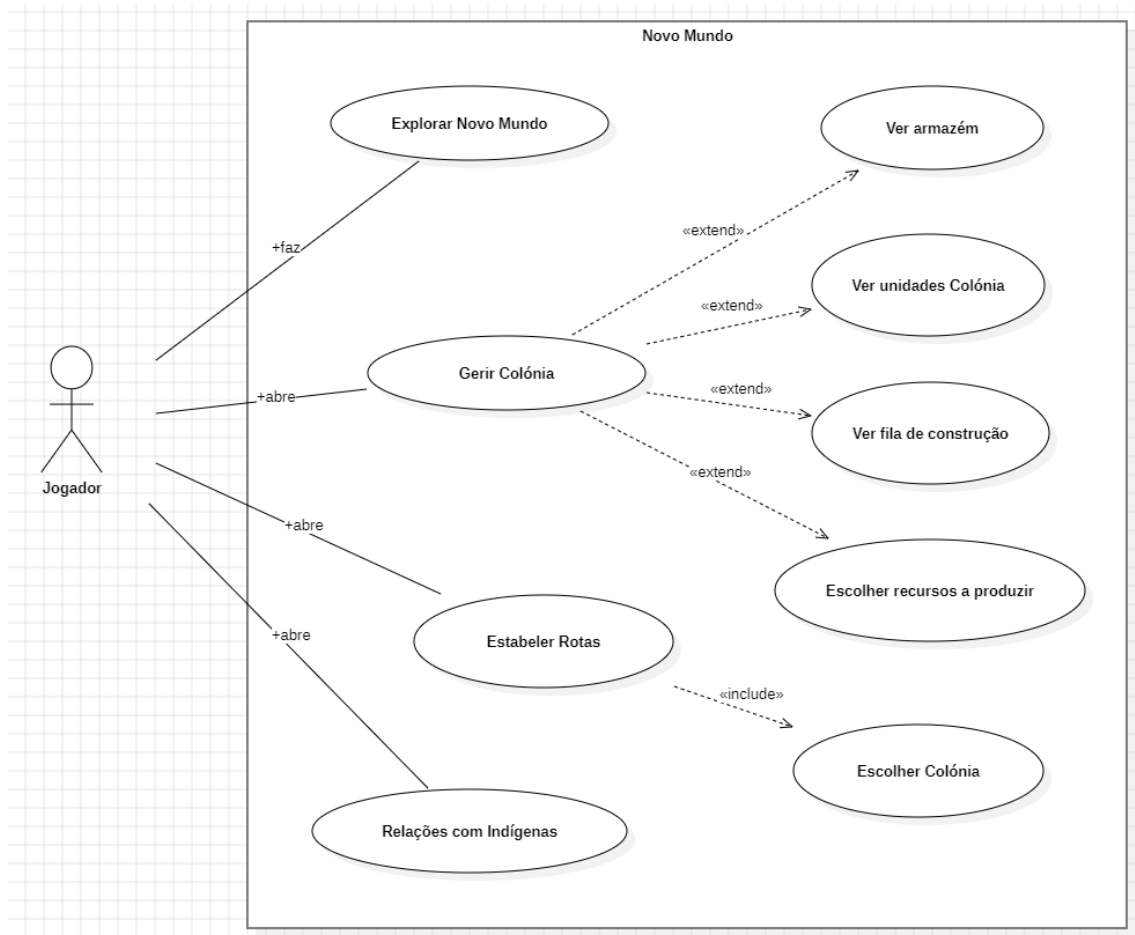 Novo Mundo
Explorar Novo Mundo
Ver armazém
«extend»
+faz
Ver unidades Colónia
«extend»
Gerir Colónia
«extend»
+abre
Ver fila de construção
«extend»
Jogador
+abre
Escolher recursos a produzir
+abre
Estabeler Rotas
«include»
Escolher Colónia
Relações com Indígenas